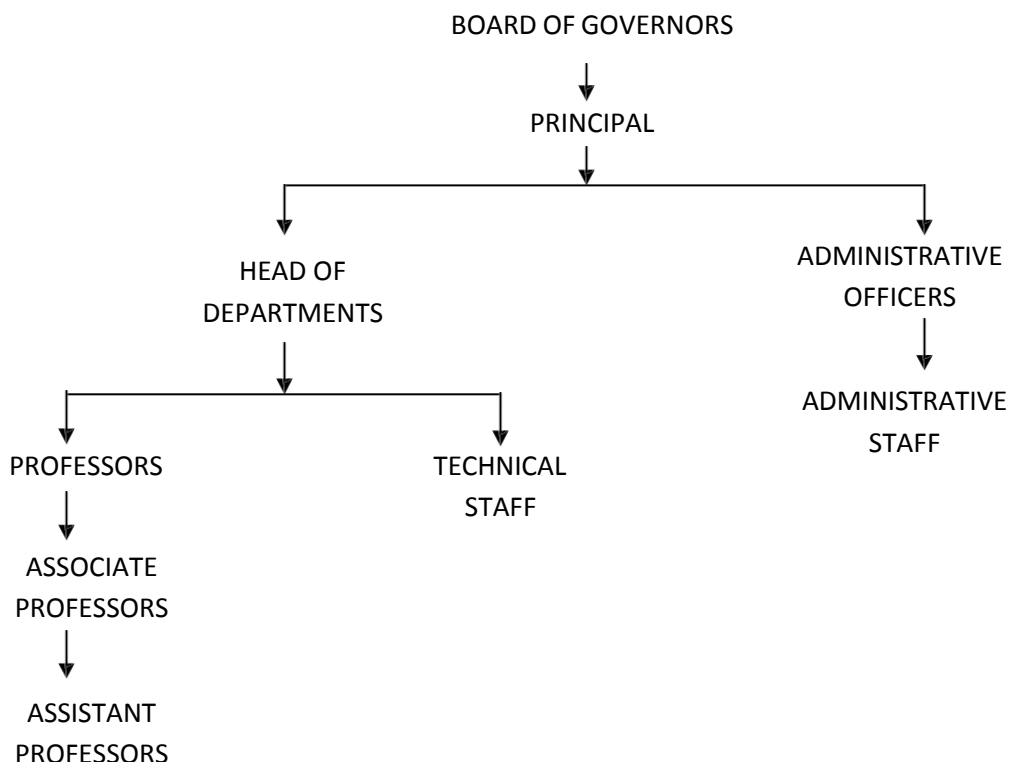 BOARD OF GOVERNORS
PRINCIPAL
HEAD OF
DEPARTMENTS
ADMINISTRATIVE
OFFICERS
ADMINISTRATIVE
STAFF
PROFESSORS
TECHNICAL
STAFF
ASSOCIATE
PROFESSORS
ASSISTANT
PROFESSORS